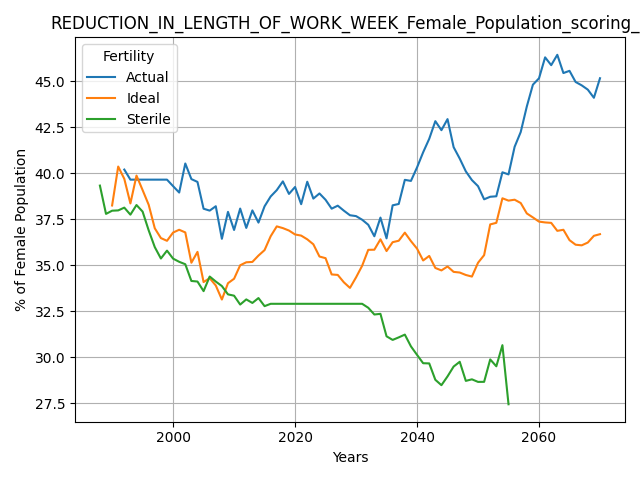 REDUCTION_IN_LENGTH_OF_WORK_WEEK_Female_Population_scoring_
Fertility
Actual
Ideal
Sterile
% of Female Population
45.0
42.5
40.0
37.5
35.0
32.5
30.0
27.5
2000
2020
2040
2060
Years